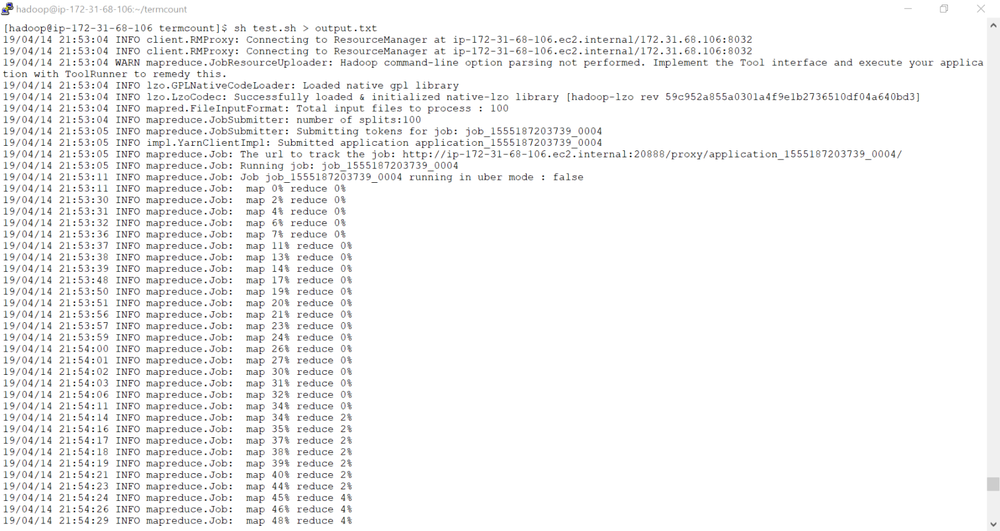 hadoop@ip-172-31-68-106:~/termcount
[hadoop@ip-172-31-68-106 termcount]$ sh test.sh > output.txt
19/04/14 21:53:04 INFO client.RMProxy: Connecting to ResourceManager at ip-172-31-68-106.ec2.internal/172.31.68.106:8032
19/04/14 21:53:04 INFO client.RMProxy: Connecting to ResourceManager at ip-172-31-68-106.ec2.internal/172.31.68.106:8032
19/04/14 21:53:04 WARN mapreduce.JobResourceUploader: Hadoop command-line option parsing not performed. Implement the Tool interface and execute your applica
tion with ToolRunner to remedy this.
19/04/14 21:53:04 INFO lzo.GPLNativeCodeLoader: Loaded native gpl library
19/04/14 21:53:04 INFO lzo.LzoCodec: Successfully loaded & initialized native-lzo library [hadoop-lzo rev 59c952a855a0301a4f9e1b2736510df04a640bd3]
19/04/14 21:53:04 INFO mapred.FileInputFormat: Total input files to process : 100
19/04/14 21:53:04 INFO mapreduce.JobSubmitter: number of splits:100
19/04/14 21:53:05 INFO mapreduce.JobSubmitter: Submitting tokens for job: job_1555187203739_0004
19/04/14 21:53:05 INFO impl.YarnClientImpl: Submitted application application_1555187203739_0004
19/04/14 21:53:05 INFO mapreduce.Job: The url to track the job: http://ip-172-31-68-106.ec2.internal:20888/proxy/application_1555187203739_0004/
19/04/14 21:53:05 INFO mapreduce.Job: Running job: job_1555187203739_0004
19/04/14 21:53:11 INFO mapreduce.Job: Job job_1555187203739_0004 running in uber mode : false
19/04/14 21:53:11 INFO mapreduce.Job:  map 0% reduce 0%
19/04/14 21:53:30 INFO mapreduce.Job:  map 2% reduce 0%
19/04/14 21:53:31 INFO mapreduce.Job:  map 4% reduce 0%
19/04/14 21:53:32 INFO mapreduce.Job:  map 6% reduce 0%
19/04/14 21:53:36 INFO mapreduce.Job:  map 7% reduce 0%
19/04/14 21:53:37 INFO mapreduce.Job:  map 11% reduce 0%
19/04/14 21:53:38 INFO mapreduce.Job:  map 13% reduce 0%
19/04/14 21:53:39 INFO mapreduce.Job:  map 14% reduce 0%
19/04/14 21:53:48 INFO mapreduce.Job:  map 17% reduce 0%
19/04/14 21:53:50 INFO mapreduce.Job:  map 19% reduce 0%
19/04/14 21:53:51 INFO mapreduce.Job:  map 20% reduce 0%
19/04/14 21:53:56 INFO mapreduce.Job:  map 21% reduce 0%
19/04/14 21:53:57 INFO mapreduce.Job:  map 23% reduce 0%
19/04/14 21:53:59 INFO mapreduce.Job:  map 24% reduce 0%
19/04/14 21:54:00 INFO mapreduce.Job:  map 26% reduce 0%
19/04/14 21:54:01 INFO mapreduce.Job:  map 27% reduce 0%
19/04/14 21:54:02 INFO mapreduce.Job:  map 30% reduce 0%
19/04/14 21:54:03 INFO mapreduce.Job:  map 31% reduce 0%
19/04/14 21:54:06 INFO mapreduce.Job:  map 32% reduce 0%
19/04/14 21:54:11 INFO mapreduce.Job:  map 34% reduce 0%
19/04/14 21:54:14 INFO mapreduce.Job:  map 34% reduce 2%
19/04/14 21:54:16 INFO mapreduce.Job:  map 35% reduce 2%
19/04/14 21:54:17 INFO mapreduce.Job:  map 37% reduce 2%
19/04/14 21:54:18 INFO mapreduce.Job:  map 38% reduce 2%
19/04/14 21:54:19 INFO mapreduce.Job:  map 39% reduce 2%
19/04/14 21:54:21 INFO mapreduce.Job:  map 40% reduce 2%
19/04/14 21:54:23 INFO mapreduce.Job:  map 44% reduce 2%
19/04/14 21:54:24 INFO mapreduce.Job:  map 45% reduce 4%
19/04/14 21:54:26 INFO mapreduce.Job:  map 46% reduce 4%
19/04/14 21:54:29 INFO mapreduce.Job:  map 48% reduce 4%